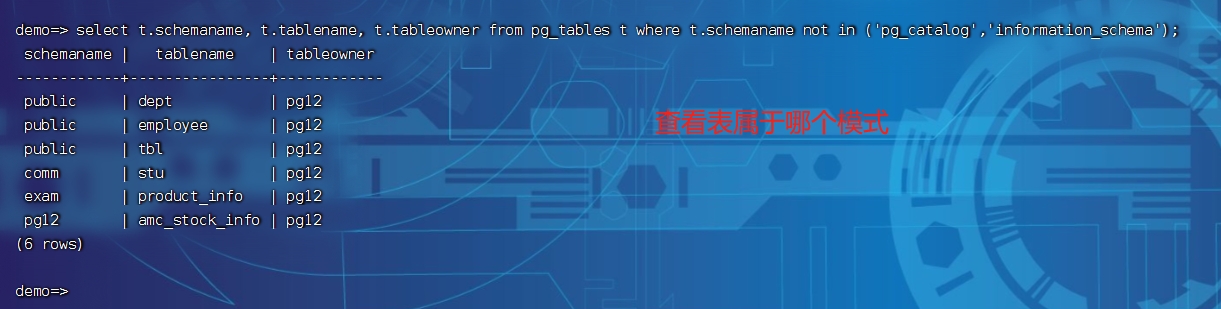 demo=> select t.schemaname, t.tablename, t.tableowner from pg_tables t where t.schemaname not in ('pg_catalog','information_schema');
 schemaname |   tablename    | tableowner
------------+----------------+------------
 public     | dept           | pg12
 public     | employee       | pg12
 public     | tbl            | pg12
 comm       | stu            | pg12
 exam       | product_info   | pg12
 pg12       | amc_stock_info | pg12
(6 rows)
demo=>
查看表属于哪个模式